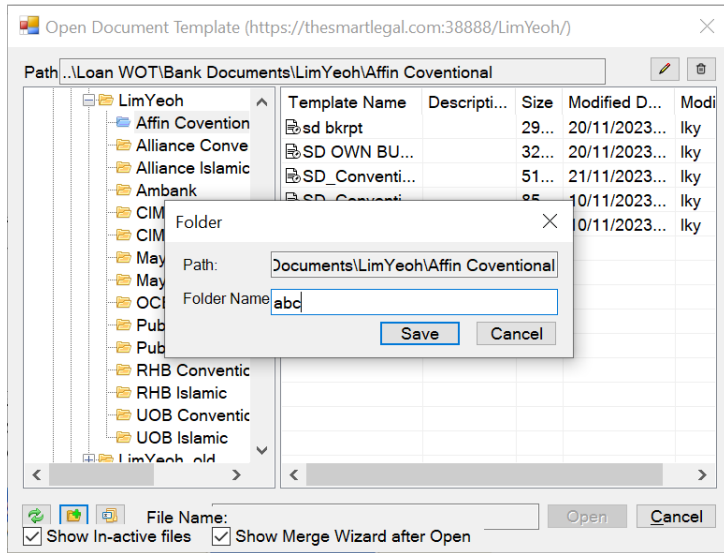 Open Document Template (https://thesmartlegal.com:38888/LimYeoh/)
Path ..\Loan WOT\Bank Documents\LimYeoh\Affin Coventional
LimYeoh
Affin Covention
Alliance Conve
Alliance Islamic
Ambank
CIM
CIM
May
May
OCB
Pub
Pub
RHB Conventic
RHB Islamic
UOB Conventic
UOB Islamic
LimYeoh_old
Template Name Descripti... Size Modified D... Modi
sd bkrpt 29... 20/11/2023... lky
SD OWN BU... 32... 20/11/2023... lky
SD_Conventi... 51... 21/11/2023... lky
SD_Conventi... 85... 10/11/2023... lky
10/11/2023... lky
Folder
Path: Documents\LimYeoh\Affin Coventional
Folder Name abc
Save Cancel
File Name: Open Cancel
Show In-active files Show Merge Wizard after Open